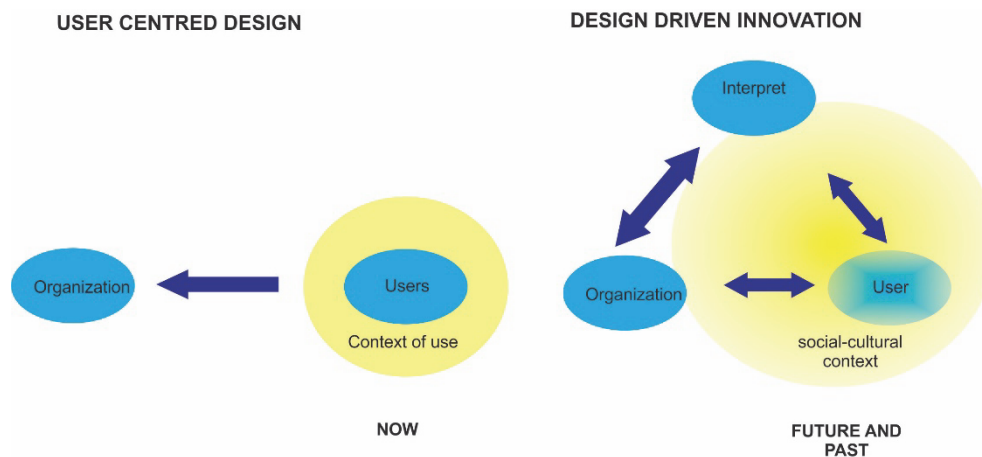 USER CENTRED DESIGN
Organization
Users
Context of use
NOW
DESIGN DRIVEN INNOVATION
Interpret
Organization
User
social-cultural
context
FUTURE AND
PAST